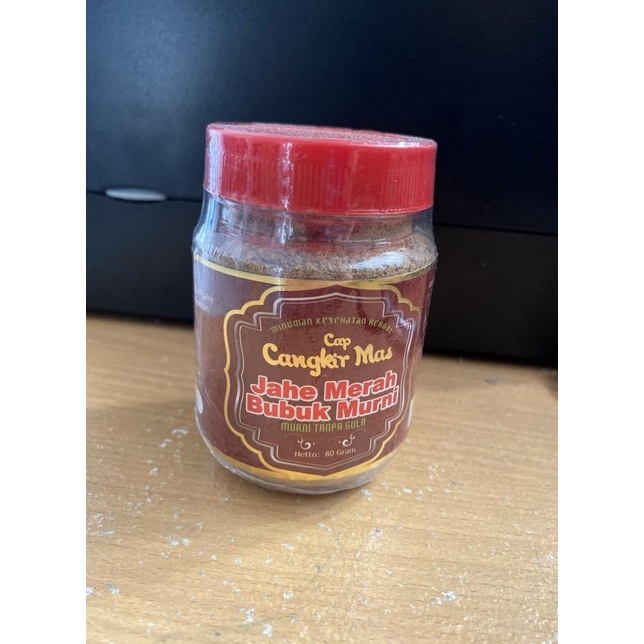 MINUMAN KESEHATAN HERBAL
Cap
Cangkir Mas
Jahe Merah
Bubuk Murni
MURNI TANPA GULA
Netto: 80 Gram